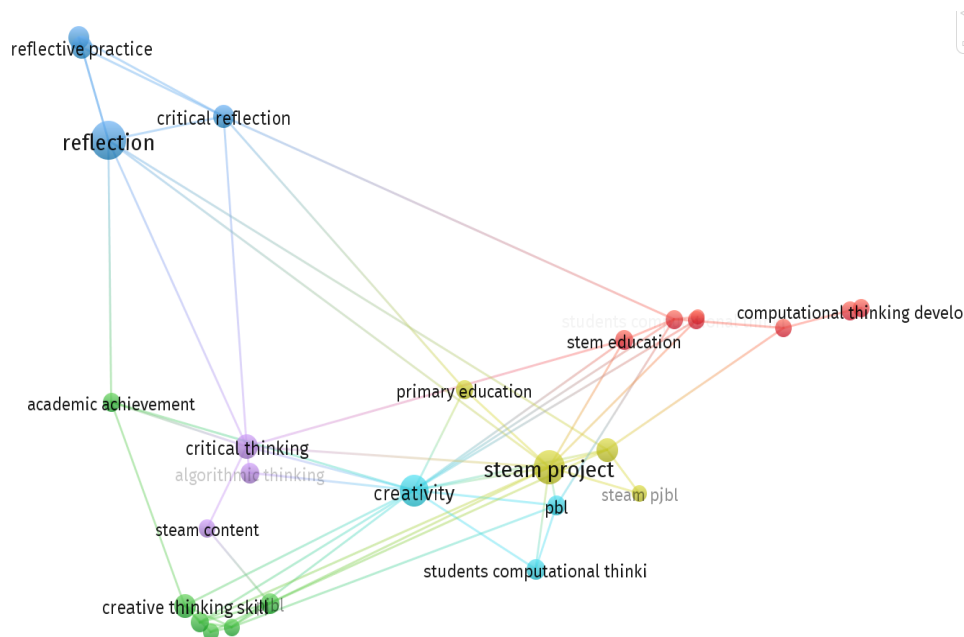 reflective practice
critical reflection
reflection
computational thinking develo
stem education
primary education
academic achievement
critical thinking
steam project
algorithmic thinking
creativity
steam pjbl
pbl
steam content
students computational thinki
creative thinking skill